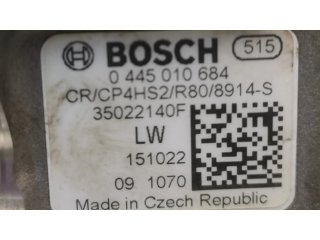 BOSCH 515
0 445 010 684
CR/CP4HS2/R80/8914-S
35022140F
LW
151022
09 1070
Made in Czech Republic